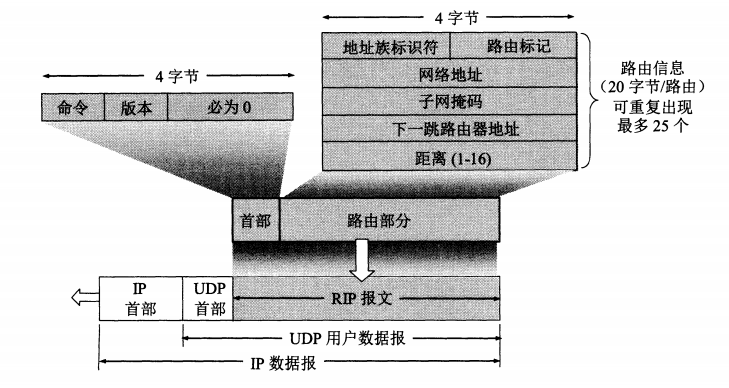 4 字节
命令 版本 必为 0
4 字节
地址族标识符 路由标记
网络地址
子网掩码
下一跳路由器地址
距离 (1-16)
路由信息
(20 字节/路由)
可重复出现
最多 25 个
首部 路由部分
IP
首部
UDP
首部
RIP 报文
UDP 用户数据报
IP 数据报